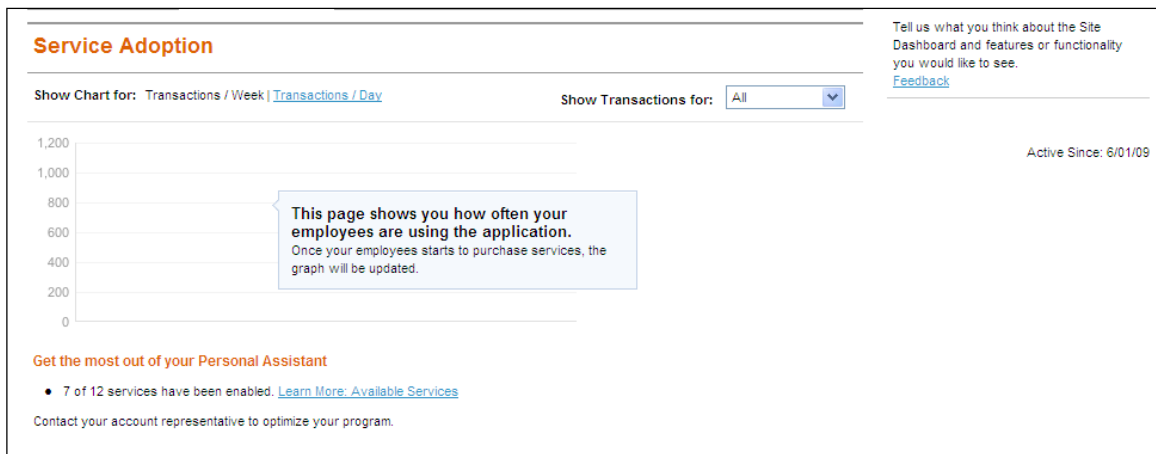 Service Adoption
Show Chart for: Transactions / Week | Transactions / Day
Show Transactions for: All
1,200
1,000
800
600
400
200
0
This page shows you how often your
employees are using the application.
Once your employees starts to purchase services, the
graph will be updated.
Get the most out of your Personal Assistant
• 7 of 12 services have been enabled. Learn More: Available Services
Contact your account representative to optimize your program.
Tell us what you think about the Site
Dashboard and features or functionality
you would like to see.
Feedback
Active Since: 6/01/09